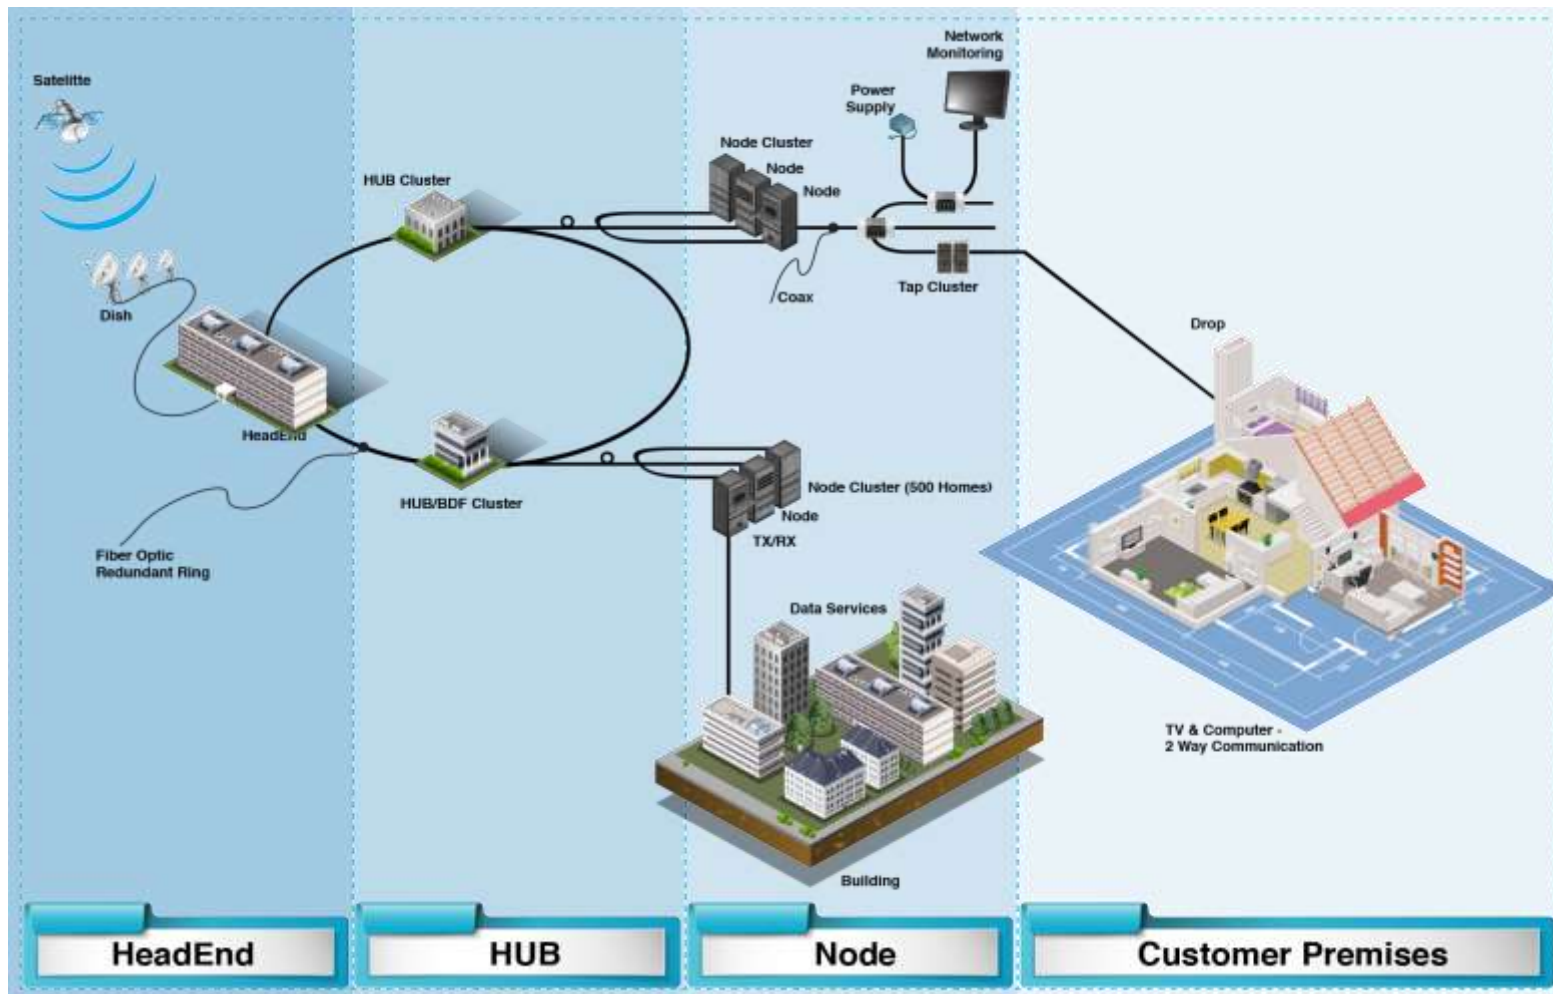 Satelitte
Dish
HeadEnd
Fiber Optic
Redundant Ring
HUB Cluster
HUB/BDF Cluster
Node Cluster
Node
Node
Coax
Power
Supply
Network
Monitoring
Tap Cluster
Node Cluster (500 Homes)
Node
TX/RX
Data Services
Building
Drop
TV & Computer -
2 Way Communication
HeadEnd
HUB
Node
Customer Premises